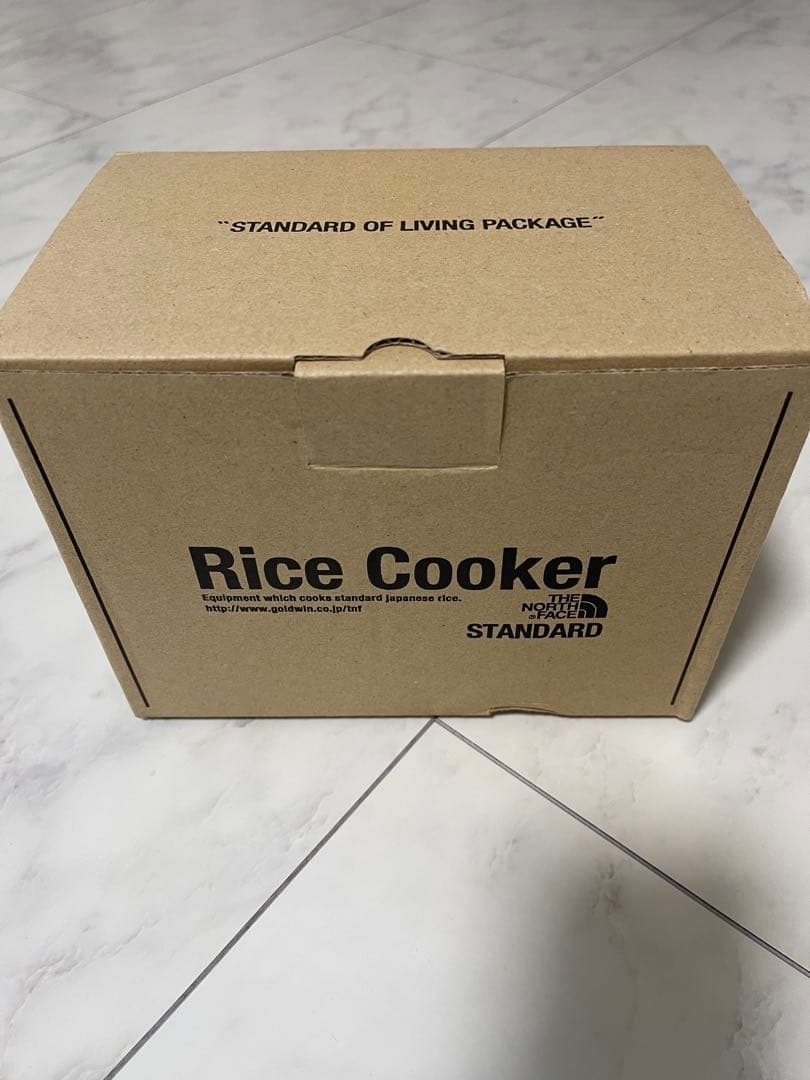 "STANDARD OF LIVING PACKAGE"
Rice Cooker
Equipment which cooks standard japanese rice.
http://www.goldwin.co.jp/tnf
THE
NORTH
FACE
STANDARD